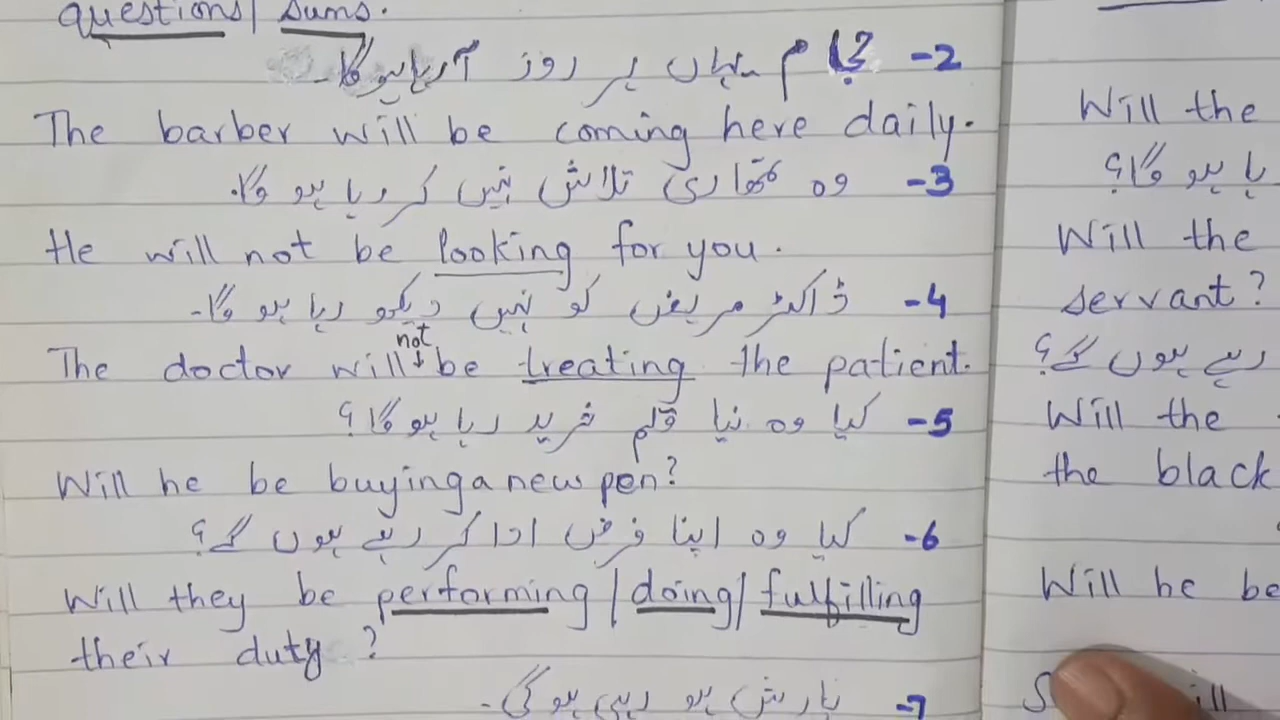 questions/ sums.
2- حجام یہاں ہر روز آ رہا ہو گا۔
The barber will be coming here daily.
3- وہ تمھاری تلاش نہیں کر رہا ہو گا۔
He will not be looking for you.
4- ڈاکٹر مریض کو نہیں دیکھ رہا ہو گا۔
not
The doctor will be treating the patient.
5- کیا وہ نیا قلم خرید رہا ہو گا؟
Will he be buying a new pen?
6- کیا وہ اپنا فرض ادا کر رہے ہوں گے؟
Will they be performing/doing/fulfilling
their duty?
7- بارش ہو رہی ہو گی۔
Will the
ہا ہو گا؟
Will the
servant?
رہے ہوں گے؟
Will the
the black
Will he be